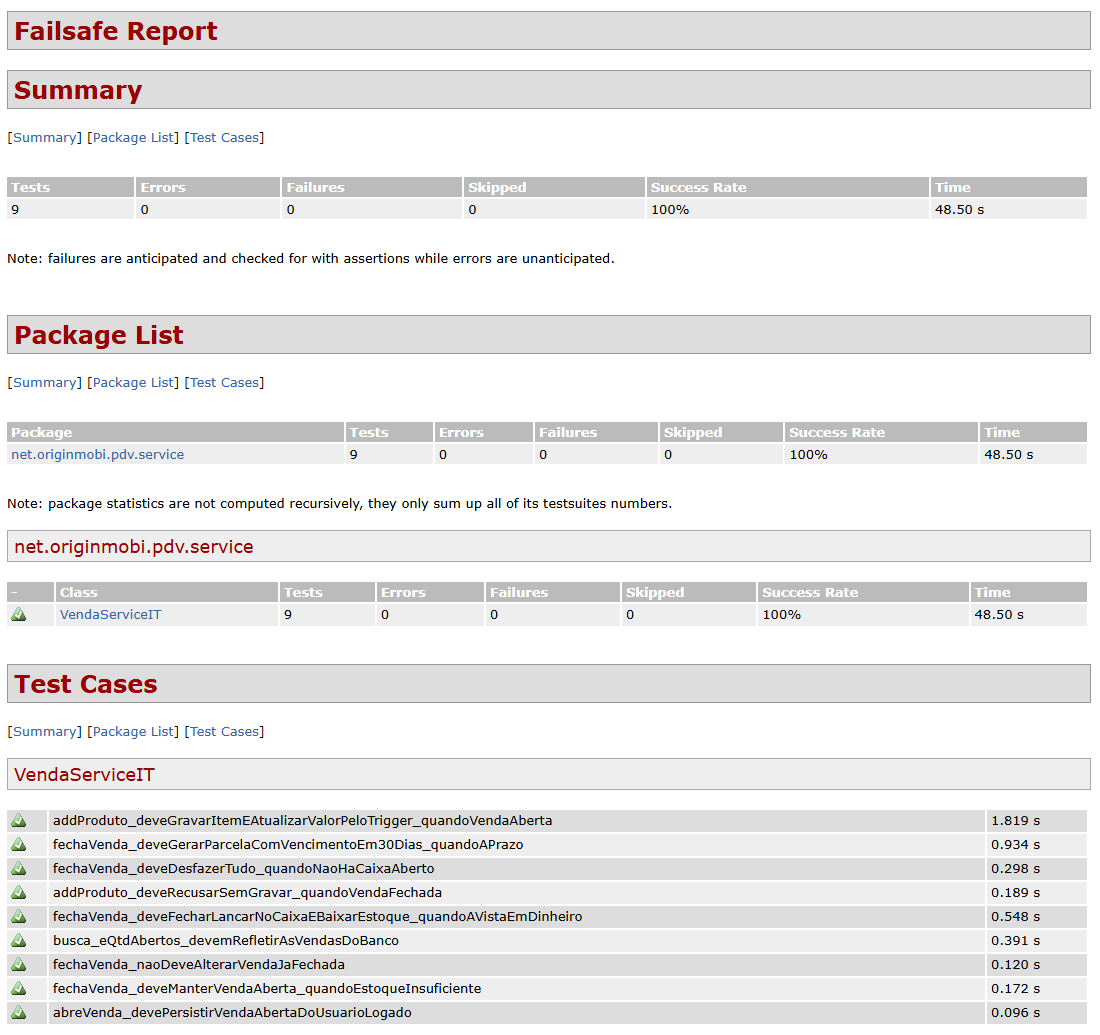 Failsafe Report
Summary
[Summary] [Package List] [Test Cases]
Tests Errors Failures Skipped Success Rate Time
9 0 0 0 100% 48.50 s
Note: failures are anticipated and checked for with assertions while errors are unanticipated.
Package List
[Summary] [Package List] [Test Cases]
Package Tests Errors Failures Skipped Success Rate Time
net.originmobi.pdv.service 9 0 0 0 100% 48.50 s
Note: package statistics are not computed recursively, they only sum up all of its testsuites numbers.
net.originmobi.pdv.service
- Class Tests Errors Failures Skipped Success Rate Time
VendaServiceIT 9 0 0 0 100% 48.50 s
Test Cases
[Summary] [Package List] [Test Cases]
VendaServiceIT
addProduto_deveGravarItemEAtualizarValorPeloTrigger_quandoVendaAberta 1.819 s
fechaVenda_deveGerarParcelaComVencimentoEm30Dias_quandoAPrazo 0.934 s
fechaVenda_deveDesfazerTudo_quandoNaoHaCaixaAberto 0.298 s
addProduto_deveRecusarSemGravar_quandoVendaFechada 0.189 s
fechaVenda_deveFecharLancarNoCaixaEBaixarEstoque_quandoAVistaEmDinheiro 0.548 s
busca_eQtdAbertos_devemRefletirAsVendasDoBanco 0.391 s
fechaVenda_naoDeveAlterarVendaJaFechada 0.120 s
fechaVenda_deveManterVendaAberta_quandoEstoqueInsuficiente 0.172 s
abreVenda_devePersistirVendaAbertaDoUsuarioLogado 0.096 s